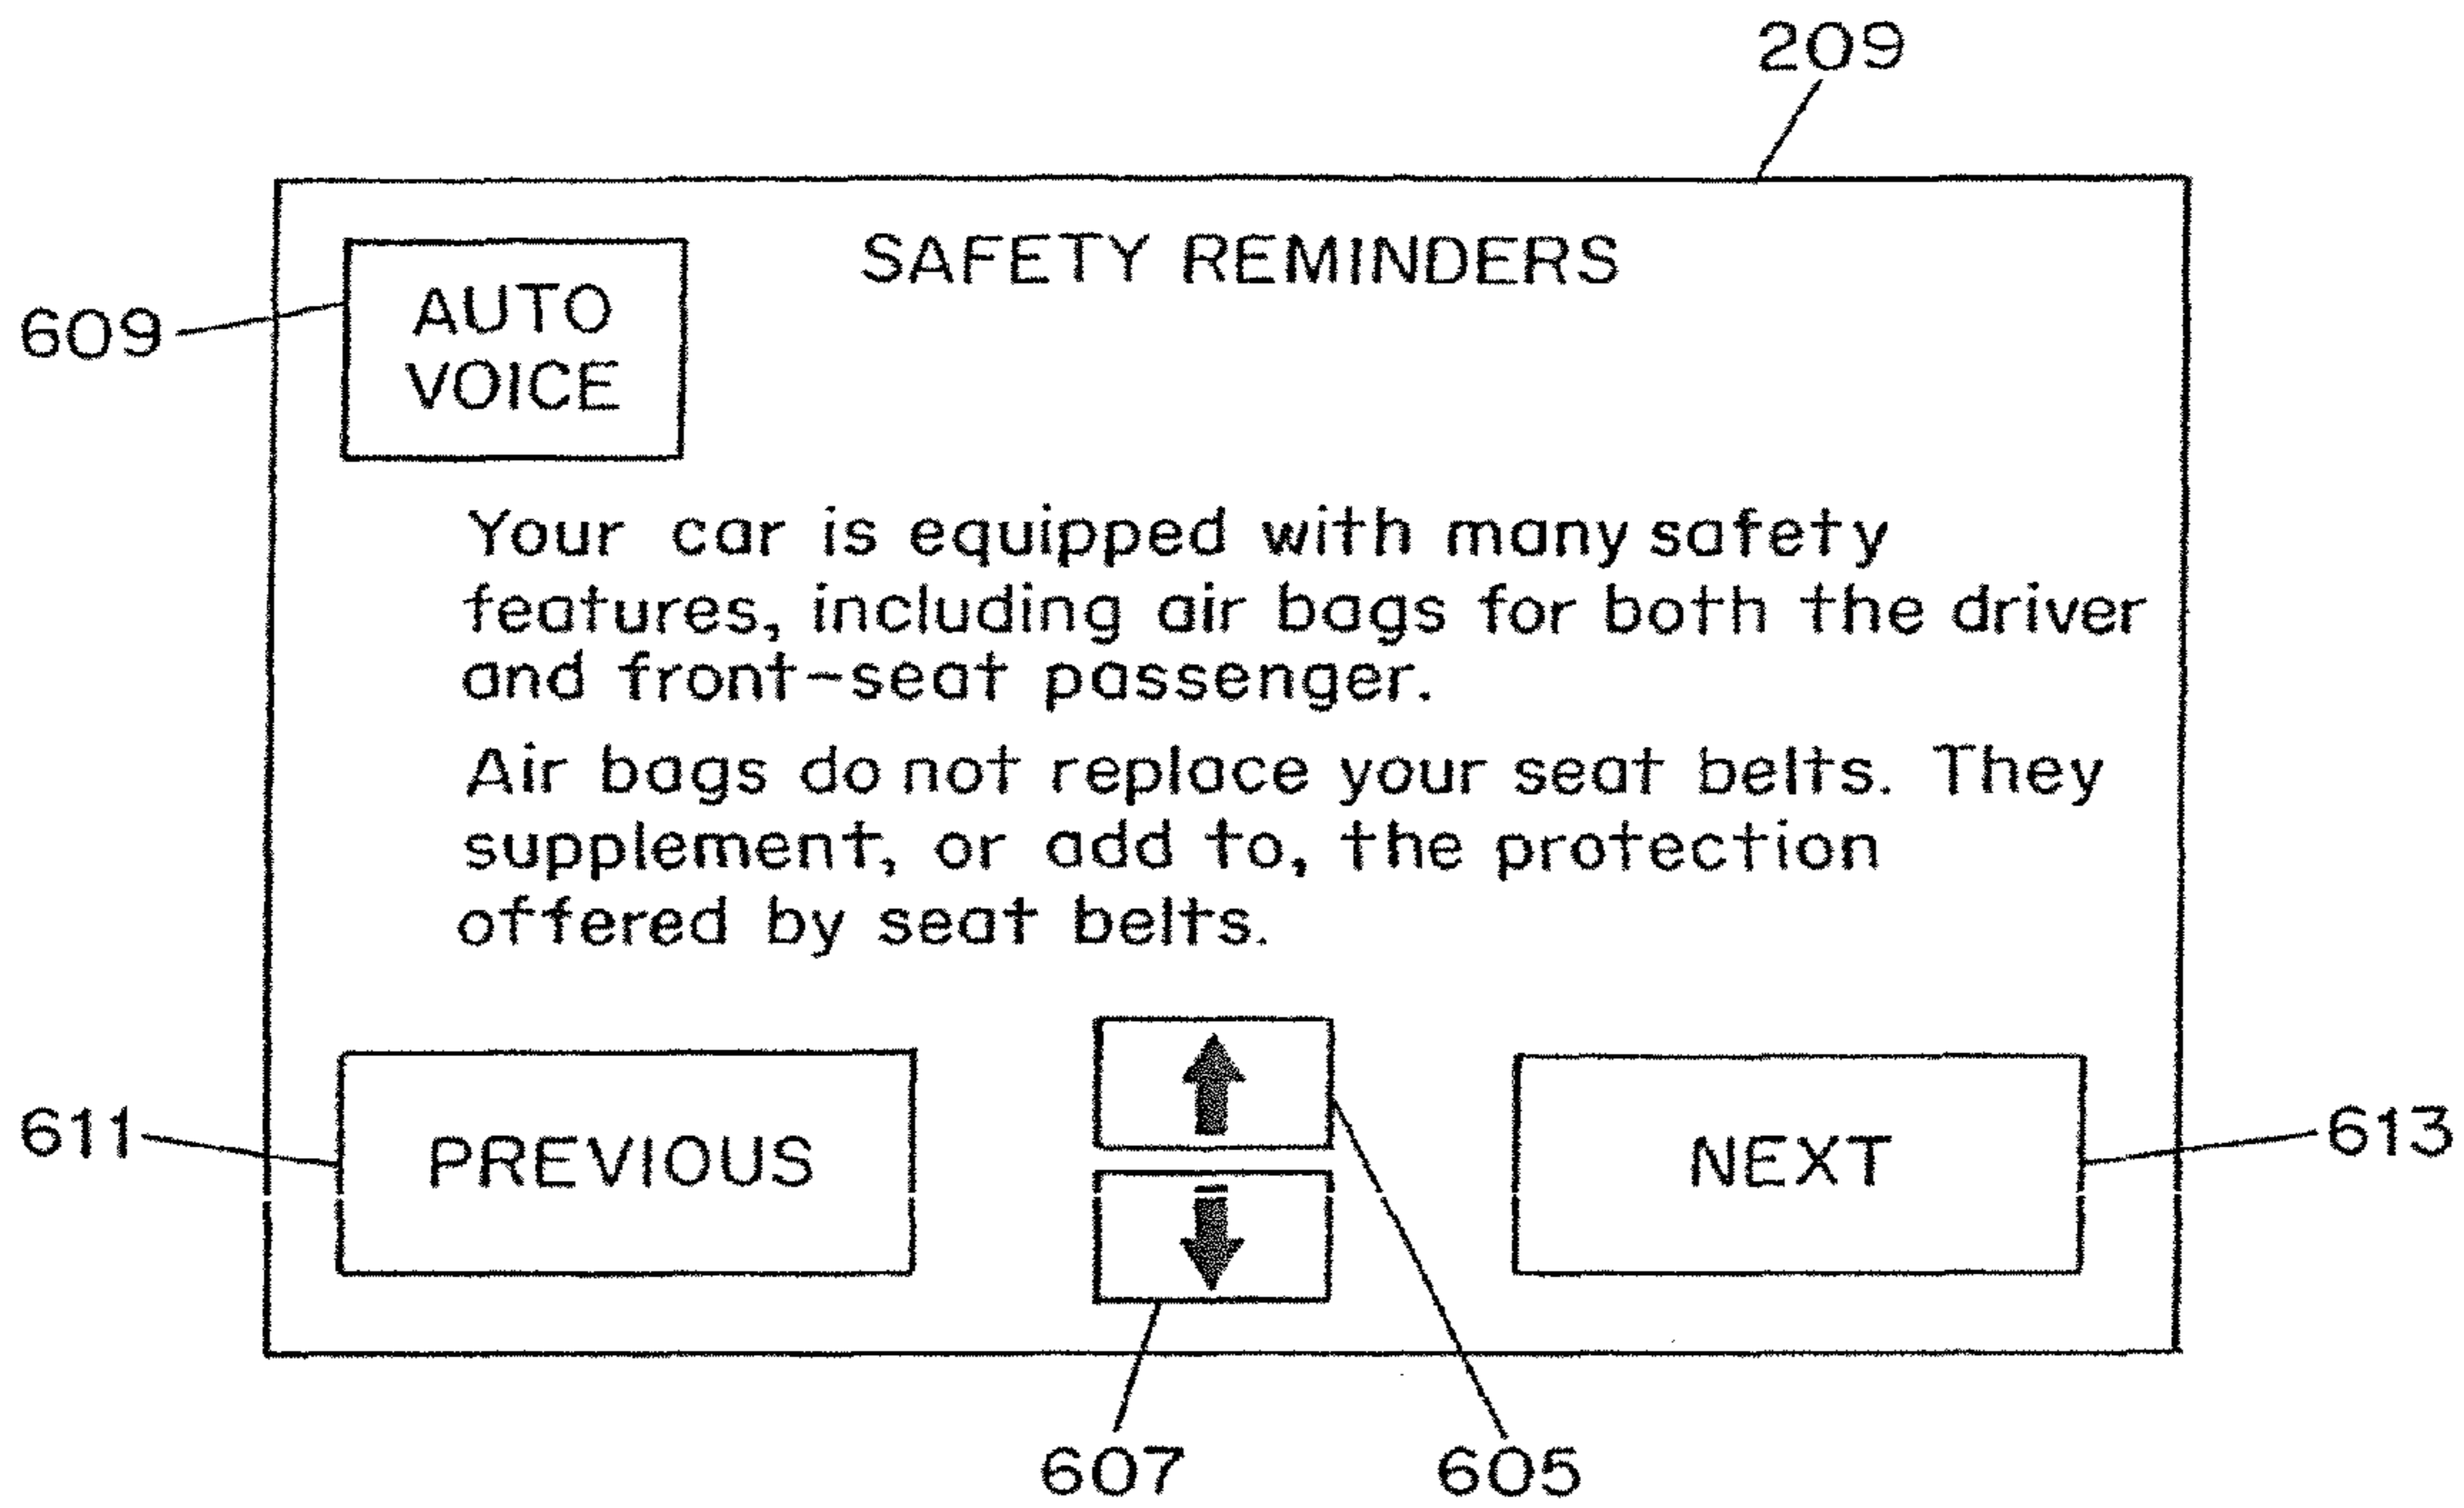 209
SAFETY REMINDERS
609
AUTO
VOICE
Your car is equipped with many safety
features, including air bags for both the driver
and front-seat passenger.
Air bags do not replace your seat belts. They
supplement, or add to, the protection
offered by seat belts.
611
PREVIOUS
NEXT
613
607
605